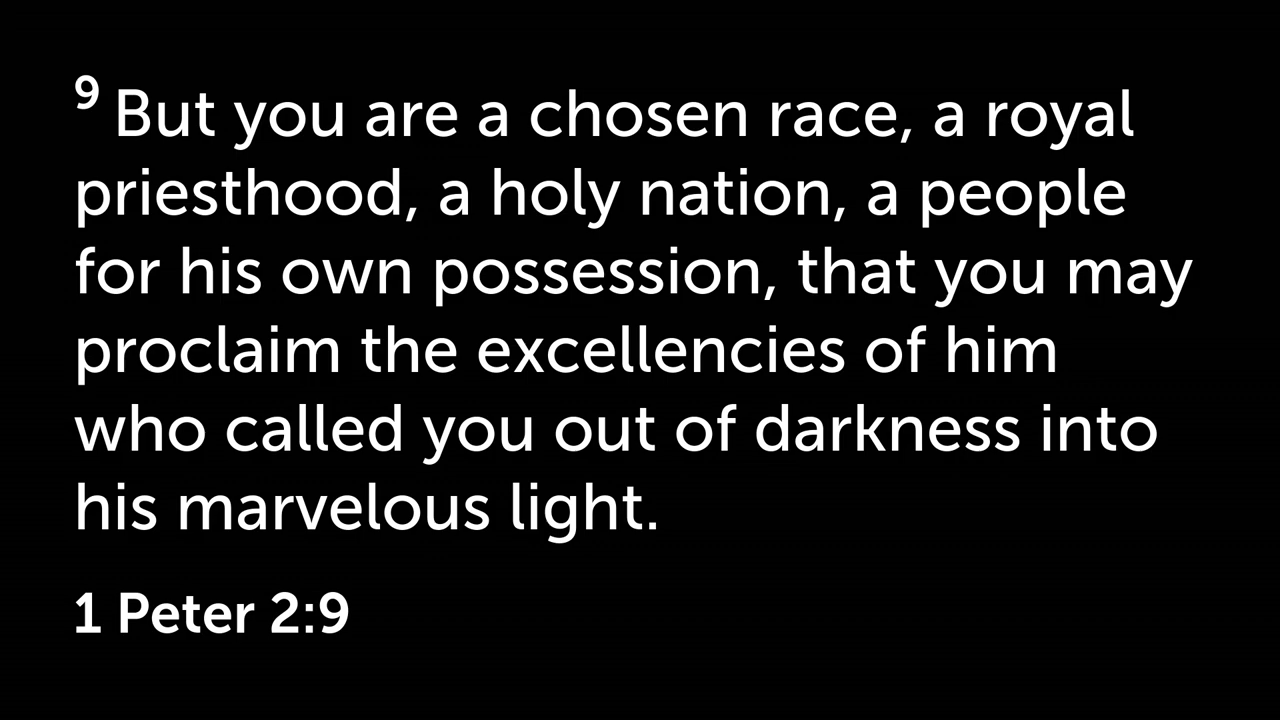 9 But you are a chosen race, a royal
priesthood, a holy nation, a people
for his own possession, that you may
proclaim the excellencies of him
who called you out of darkness into
his marvelous light.
1 Peter 2:9